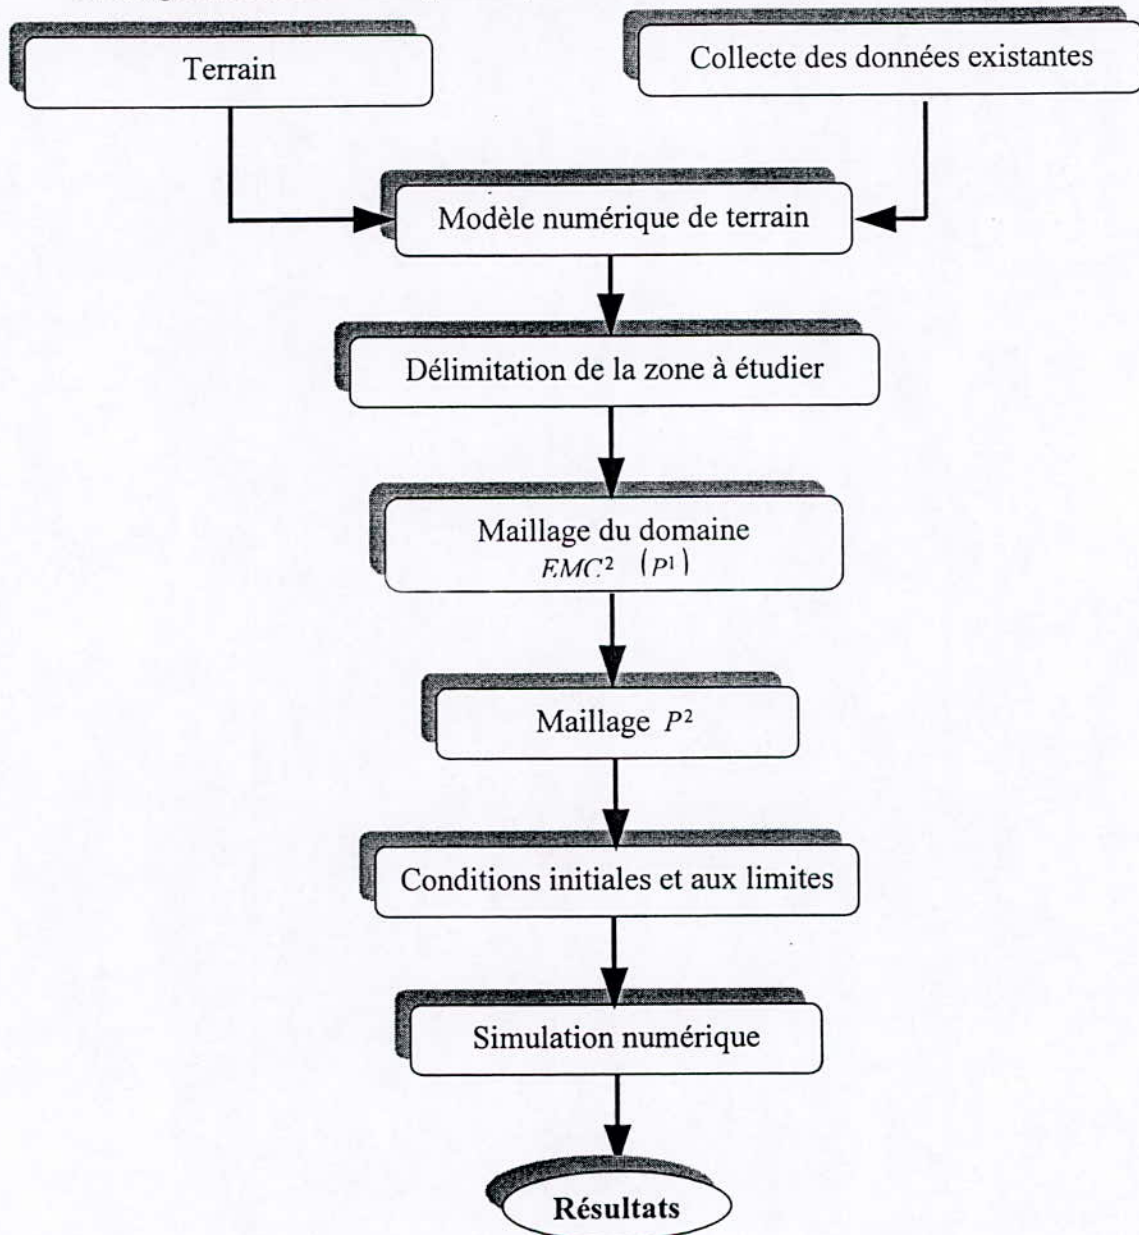 Terrain
Collecte des données existantes
Modèle numérique de terrain
Délimitation de la zone à étudier
Maillage du domaine
EMC² (P¹)
Maillage P²
Conditions initiales et aux limites
Simulation numérique
Résultats